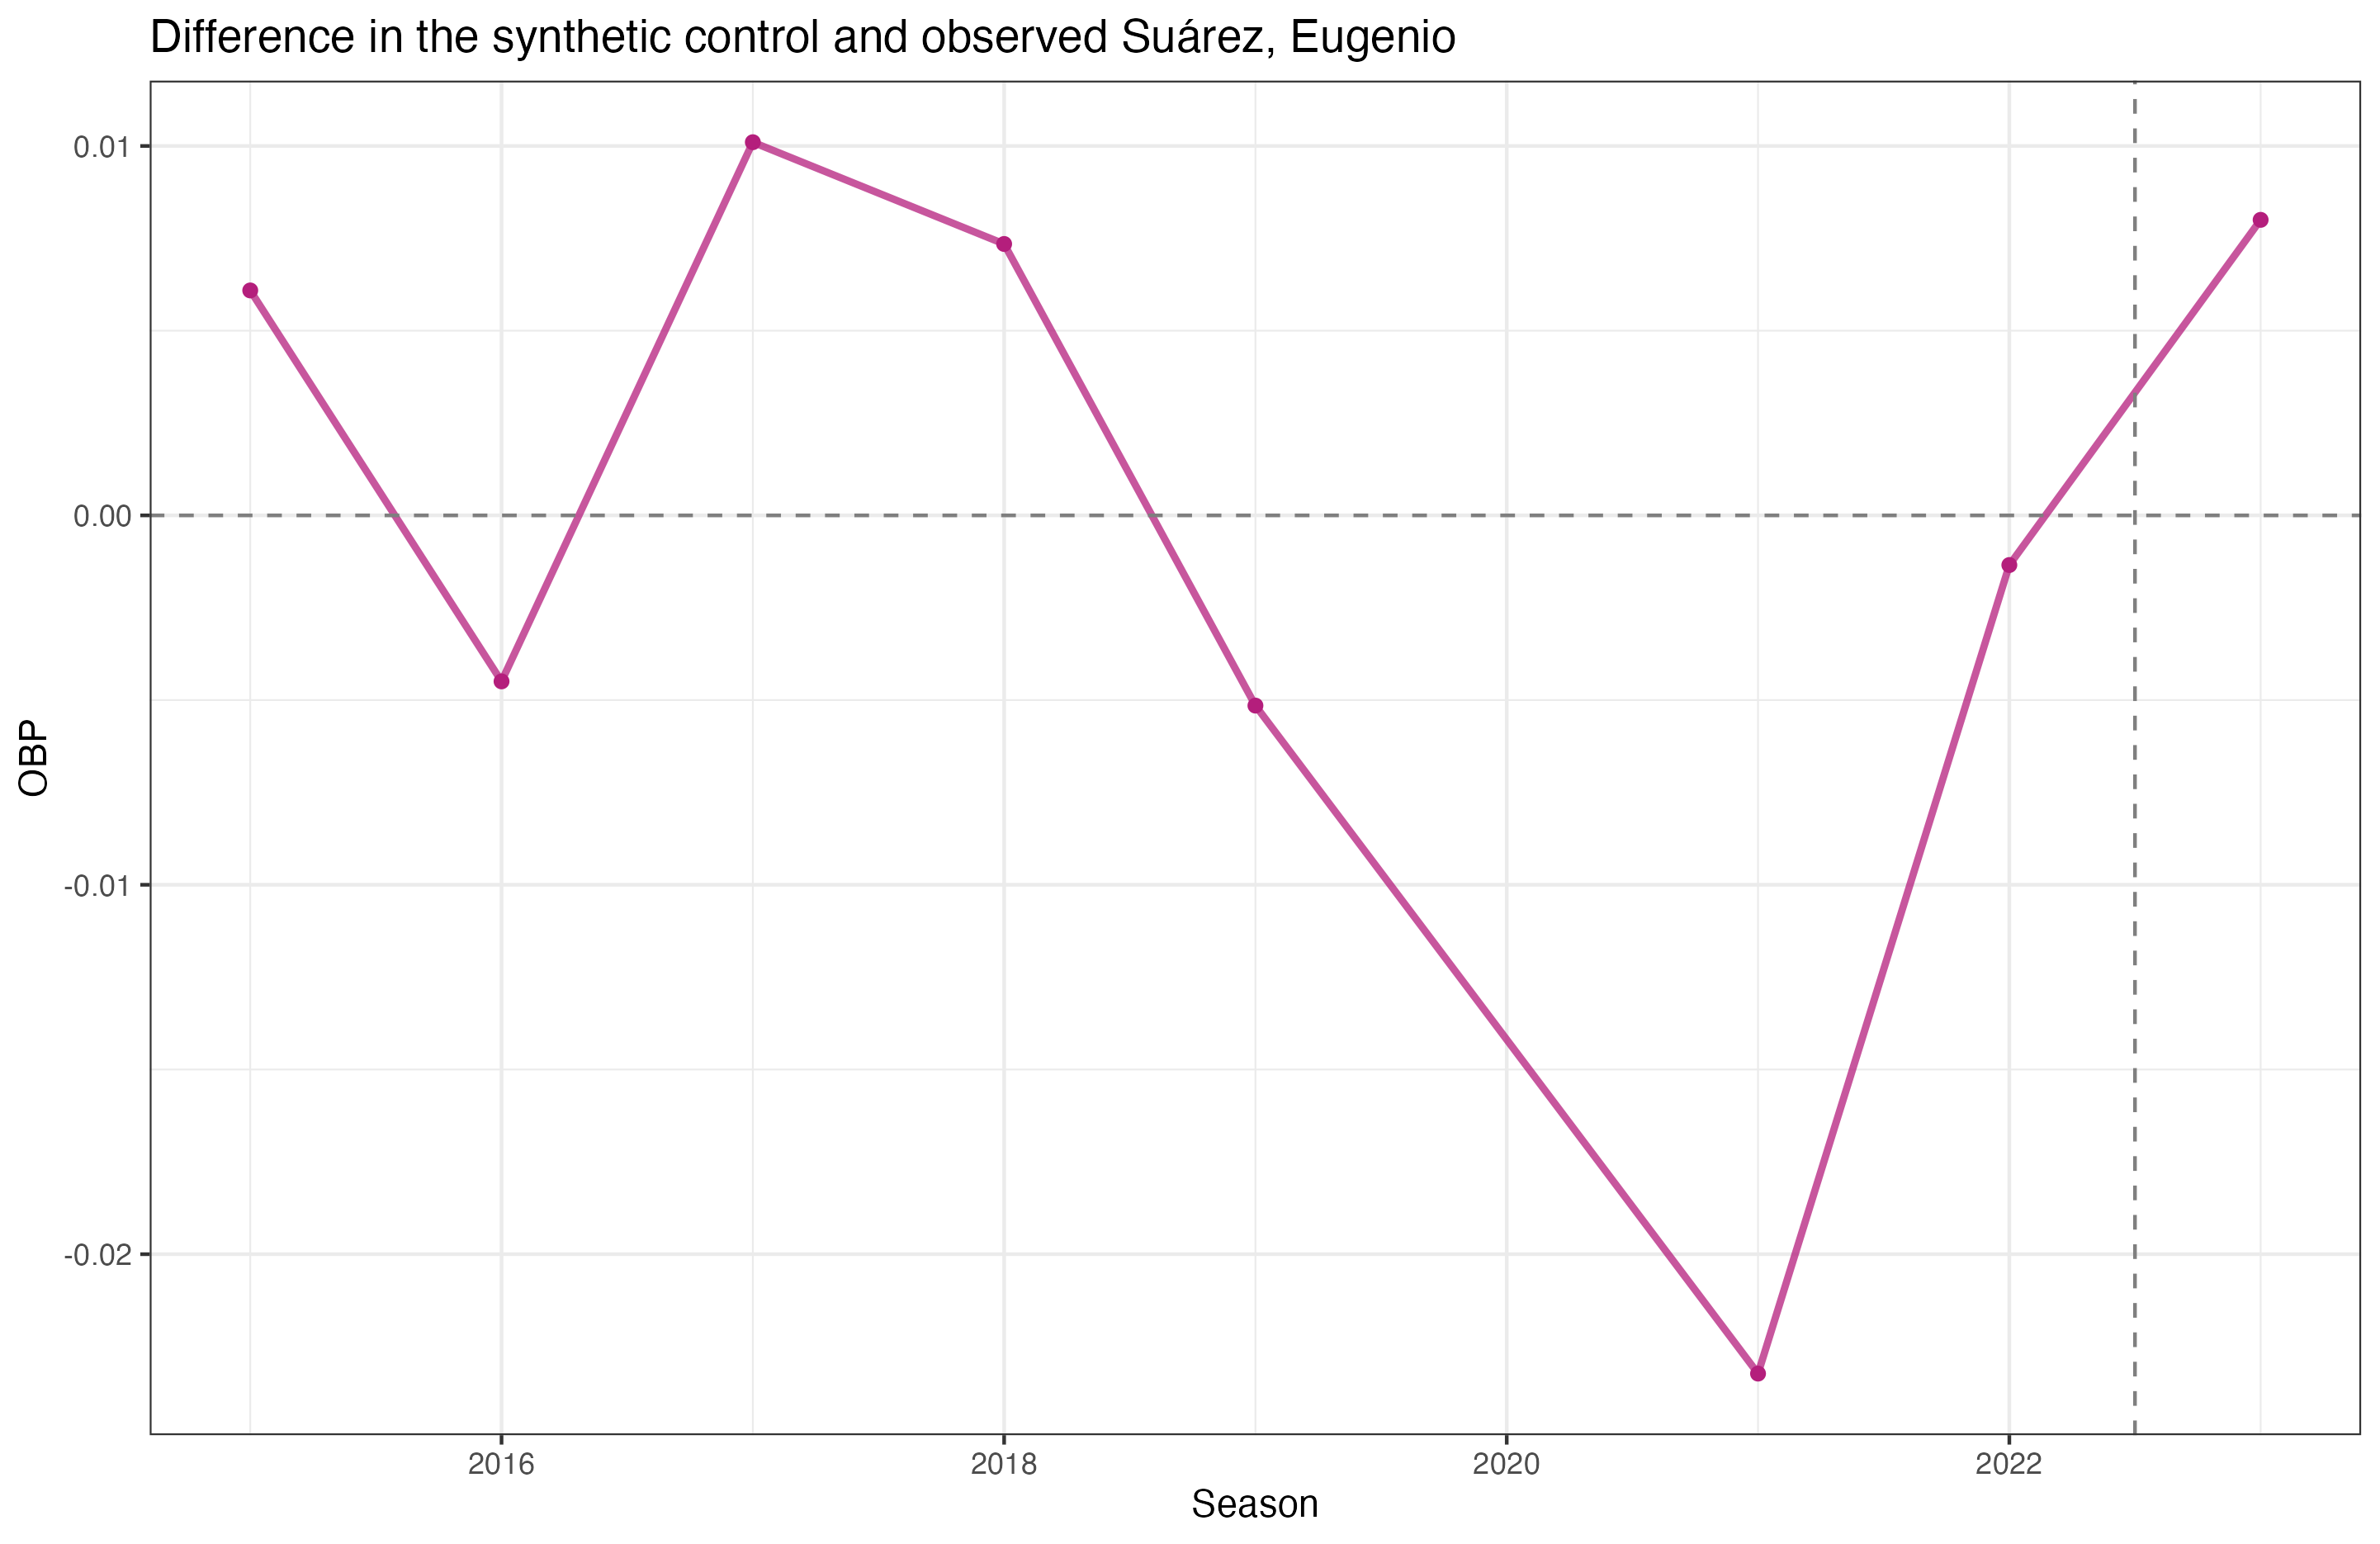 Difference in the synthetic control and observed Suárez, Eugenio
0.01
0.00
-0.01
-0.02
OBP
2016 2018 2020 2022
Season